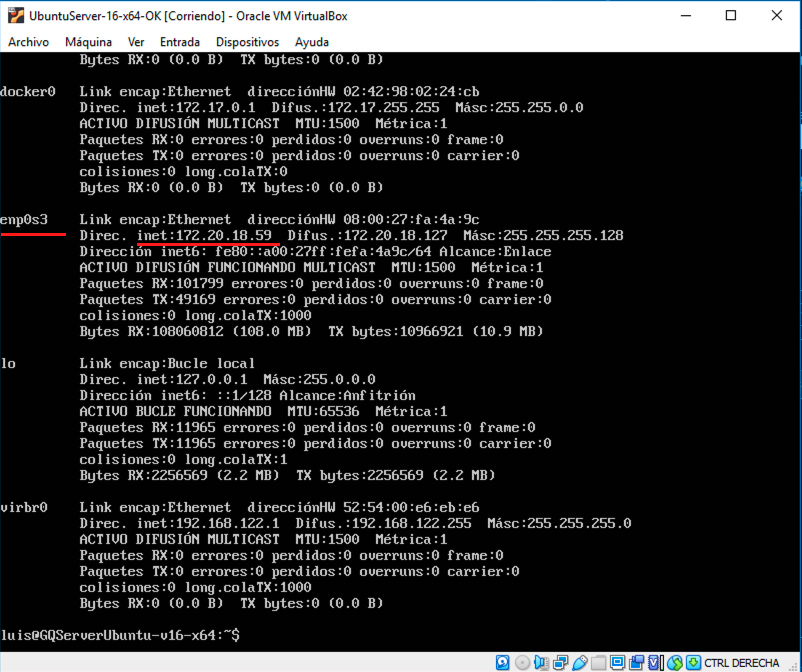 UbuntuServer-16-x64-OK [Corriendo] - Oracle VM VirtualBox
Archivo Máquina Ver Entrada Dispositivos Ayuda
Bytes RX:0 (0.0 B) TX bytes:0 (0.0 B)
docker0 Link encap:Ethernet direcciónHW 02:42:98:02:24:cb
Direc. inet:172.17.0.1 Difus.:172.17.255.255 Másc:255.255.0.0
ACTIVO DIFUSIÓN MULTICAST MTU:1500 Métrica:1
Paquetes RX:0 errores:0 perdidos:0 overruns:0 frame:0
Paquetes TX:0 errores:0 perdidos:0 overruns:0 carrier:0
colisiones:0 long.colaTX:0
Bytes RX:0 (0.0 B) TX bytes:0 (0.0 B)
enp0s3 Link encap:Ethernet direcciónHW 08:00:27:fa:4a:9c
Direc. inet:172.20.18.59 Difus.:172.20.18.127 Másc:255.255.255.128
Dirección inet6: fe80::a00:27ff:fefa:4a9c/64 Alcance:Enlace
ACTIVO DIFUSIÓN FUNCIONANDO MULTICAST MTU:1500 Métrica:1
Paquetes RX:101799 errores:0 perdidos:0 overruns:0 frame:0
Paquetes TX:49169 errores:0 perdidos:0 overruns:0 carrier:0
colisiones:0 long.colaTX:1000
Bytes RX:108060812 (108.0 MB) TX bytes:10966921 (10.9 MB)
lo Link encap:Bucle local
Direc. inet:127.0.0.1 Másc:255.0.0.0
Dirección inet6: ::1/128 Alcance:Anfitrión
ACTIVO BUCLE FUNCIONANDO MTU:65536 Métrica:1
Paquetes RX:11965 errores:0 perdidos:0 overruns:0 frame:0
Paquetes TX:11965 errores:0 perdidos:0 overruns:0 carrier:0
colisiones:0 long.colaTX:1
Bytes RX:2256569 (2.2 MB) TX bytes:2256569 (2.2 MB)
virbr0 Link encap:Ethernet direcciónHW 52:54:00:e6:eb:e6
Direc. inet:192.168.122.1 Difus.:192.168.122.255 Másc:255.255.255.0
ACTIVO DIFUSIÓN MULTICAST MTU:1500 Métrica:1
Paquetes RX:0 errores:0 perdidos:0 overruns:0 frame:0
Paquetes TX:0 errores:0 perdidos:0 overruns:0 carrier:0
colisiones:0 long.colaTX:1000
Bytes RX:0 (0.0 B) TX bytes:0 (0.0 B)
luis@GQServerUbuntu-v16-x64:~$
CTRL DERECHA